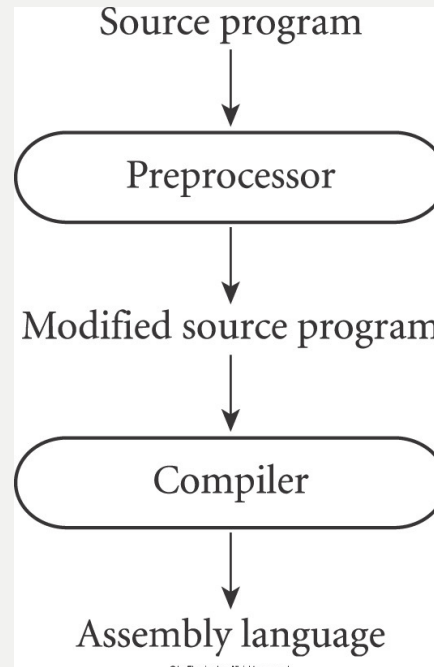 Source program
Preprocessor
Modified source program
Compiler
Assembly language